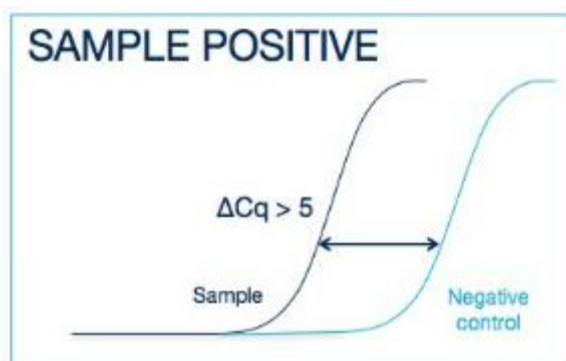 SAMPLE POSITIVE
ΔCq > 5
Sample
Negative
control